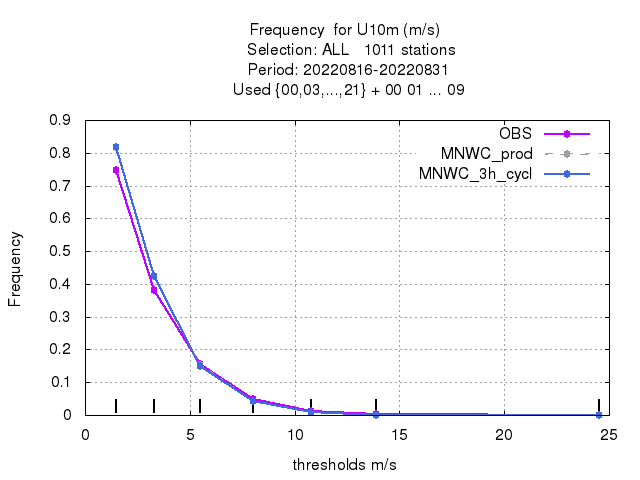 Frequency  for U10m (m/s)
Selection: ALL   1011 stations
Period: 20220816-20220831
Used {00,03,...,21} + 00 01 ... 09
OBS
MNWC_prod
MNWC_3h_cycl
Frequency
0.9
0.8
0.7
0.6
0.5
0.4
0.3
0.2
0.1
0
0 5 10 15 20 25
thresholds m/s